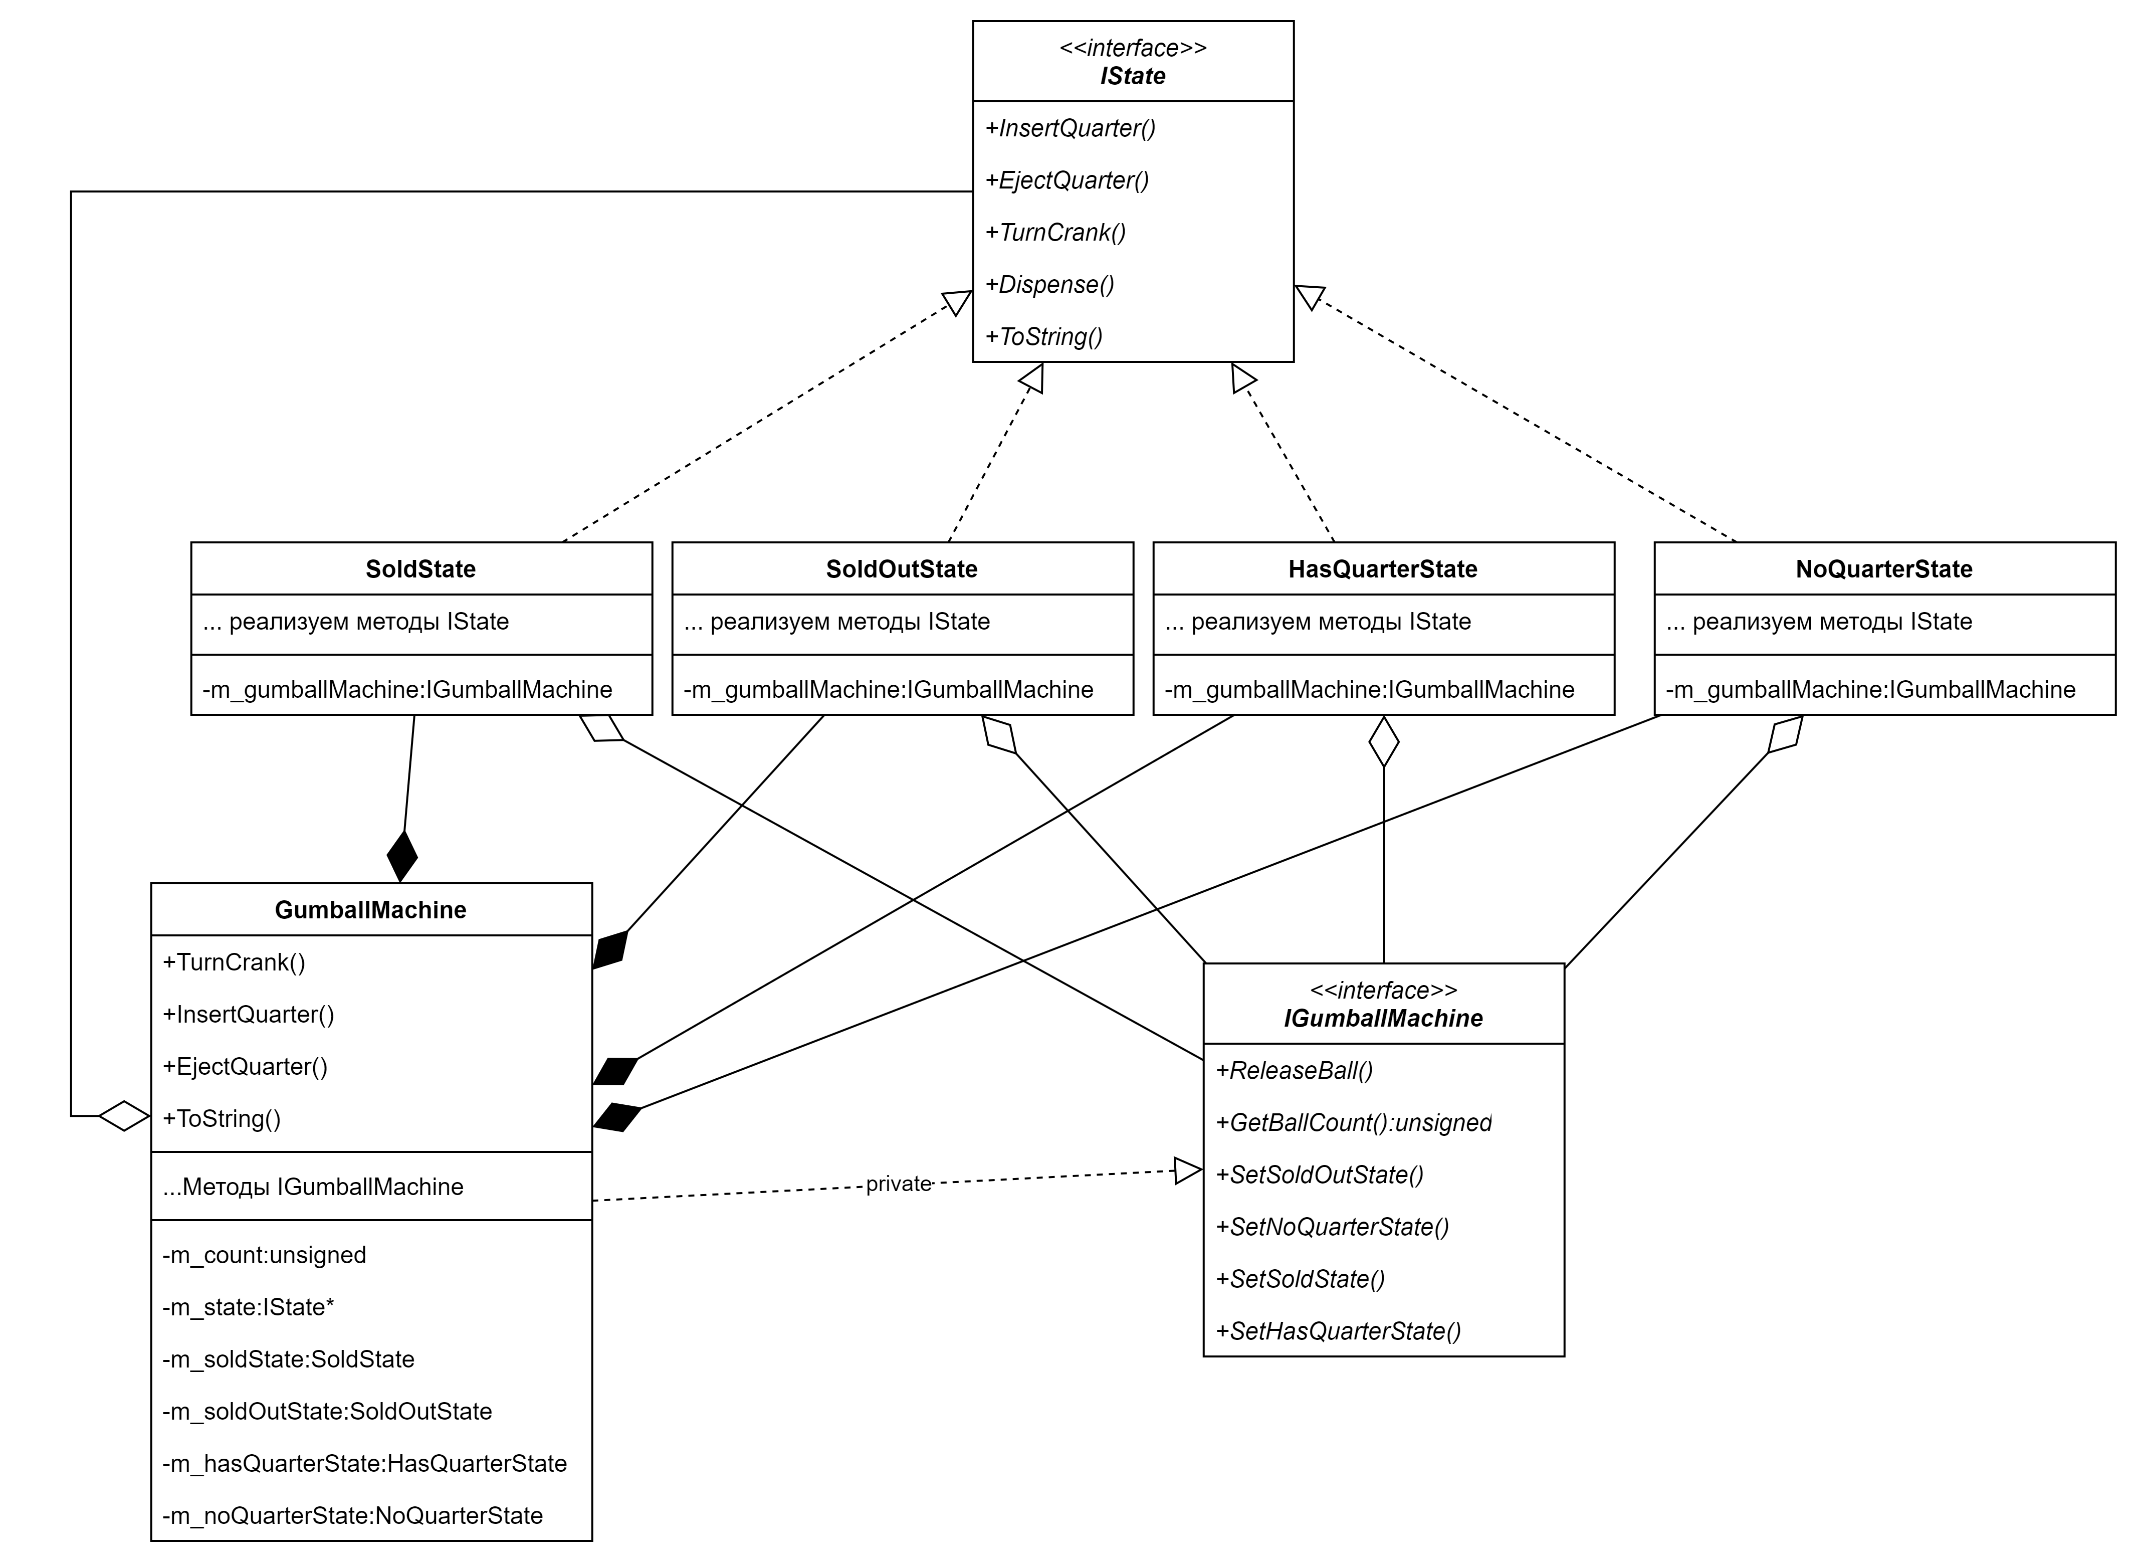 <<interface>>
IState
+InsertQuarter()
+EjectQuarter()
+TurnCrank()
+Dispense()
+ToString()
SoldState
... реализуем методы IState
-m_gumballMachine:IGumballMachine
SoldOutState
... реализуем методы IState
-m_gumballMachine:IGumballMachine
HasQuarterState
... реализуем методы IState
-m_gumballMachine:IGumballMachine
NoQuarterState
... реализуем методы IState
-m_gumballMachine:IGumballMachine
GumballMachine
+TurnCrank()
+InsertQuarter()
+EjectQuarter()
+ToString()
...Методы IGumballMachine
-m_count:unsigned
-m_state:IState*
-m_soldState:SoldState
-m_soldOutState:SoldOutState
-m_hasQuarterState:HasQuarterState
-m_noQuarterState:NoQuarterState
private
<<interface>>
IGumballMachine
+ReleaseBall()
+GetBallCount():unsigned
+SetSoldOutState()
+SetNoQuarterState()
+SetSoldState()
+SetHasQuarterState()